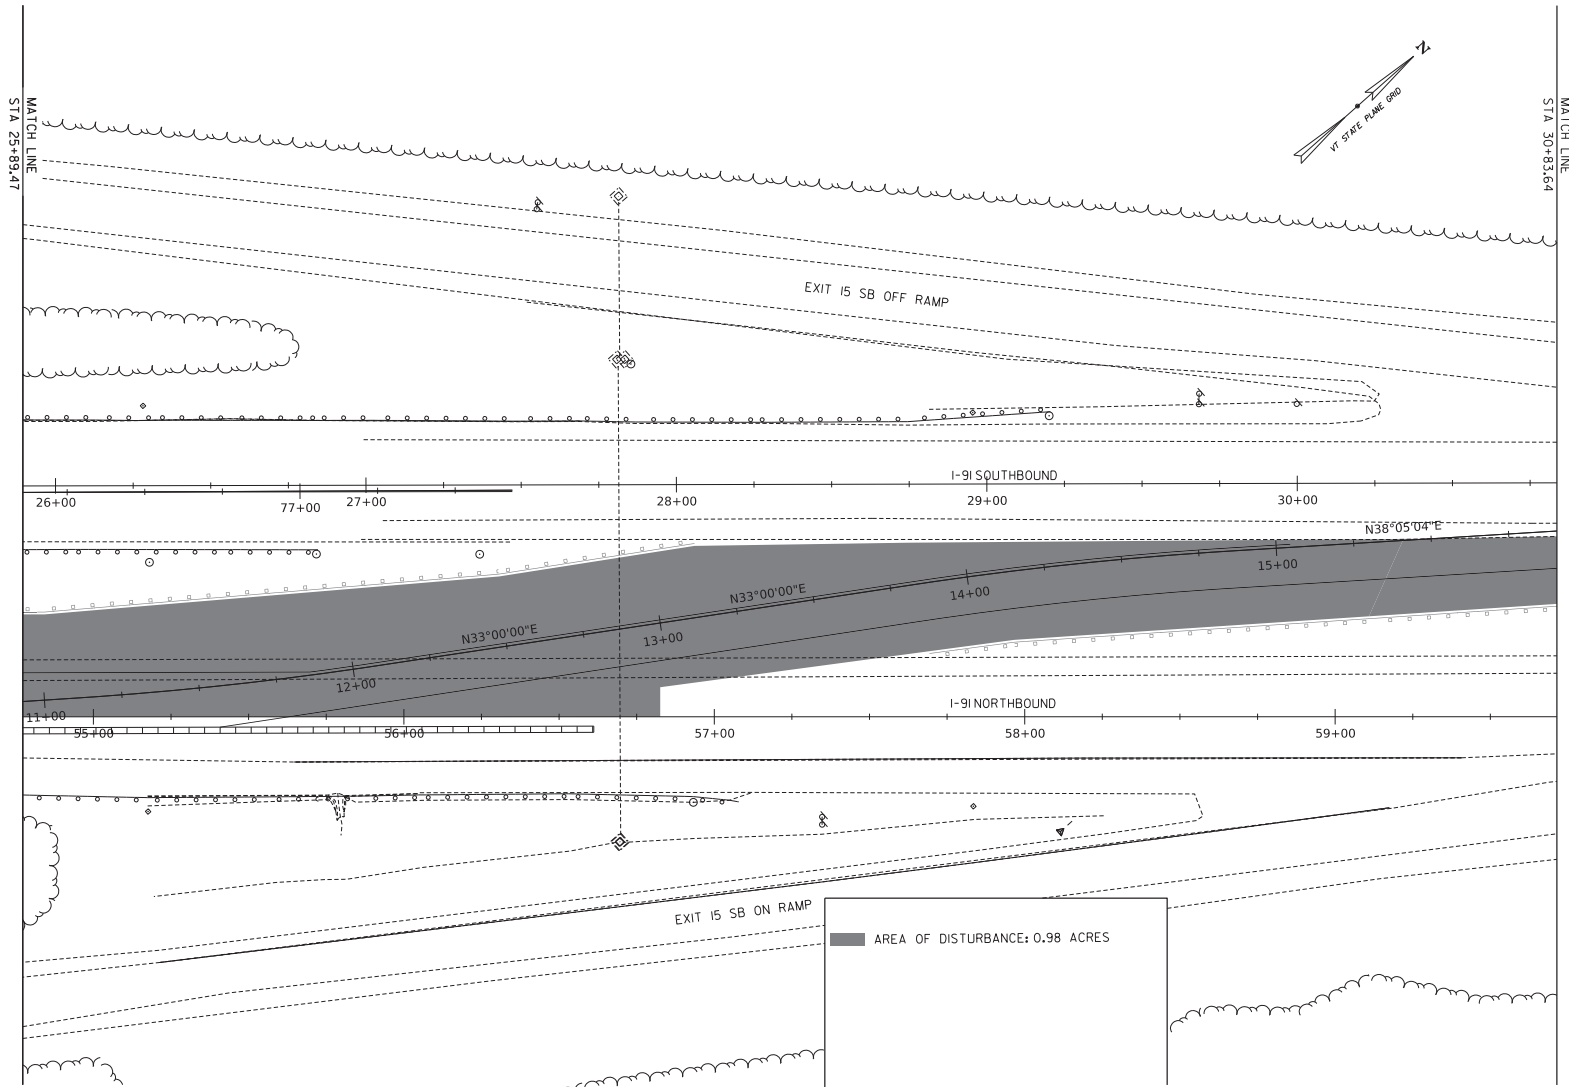 N
VT STATE PLANE GRID
MATCH LINE
STA 25+89.47
MATCH LINE
STA 30+83.64
EXIT 15 SB OFF RAMP
I-91 SOUTHBOUND
26+00
77+00
27+00
28+00
29+00
30+00
N38°05'04"E
15+00
N33°00'00"E
14+00
N33°00'00"E
13+00
12+00
11+00
I-91 NORTHBOUND
55+00
56+00
57+00
58+00
59+00
EXIT 15 SB ON RAMP
AREA OF DISTURBANCE: 0.98 ACRES